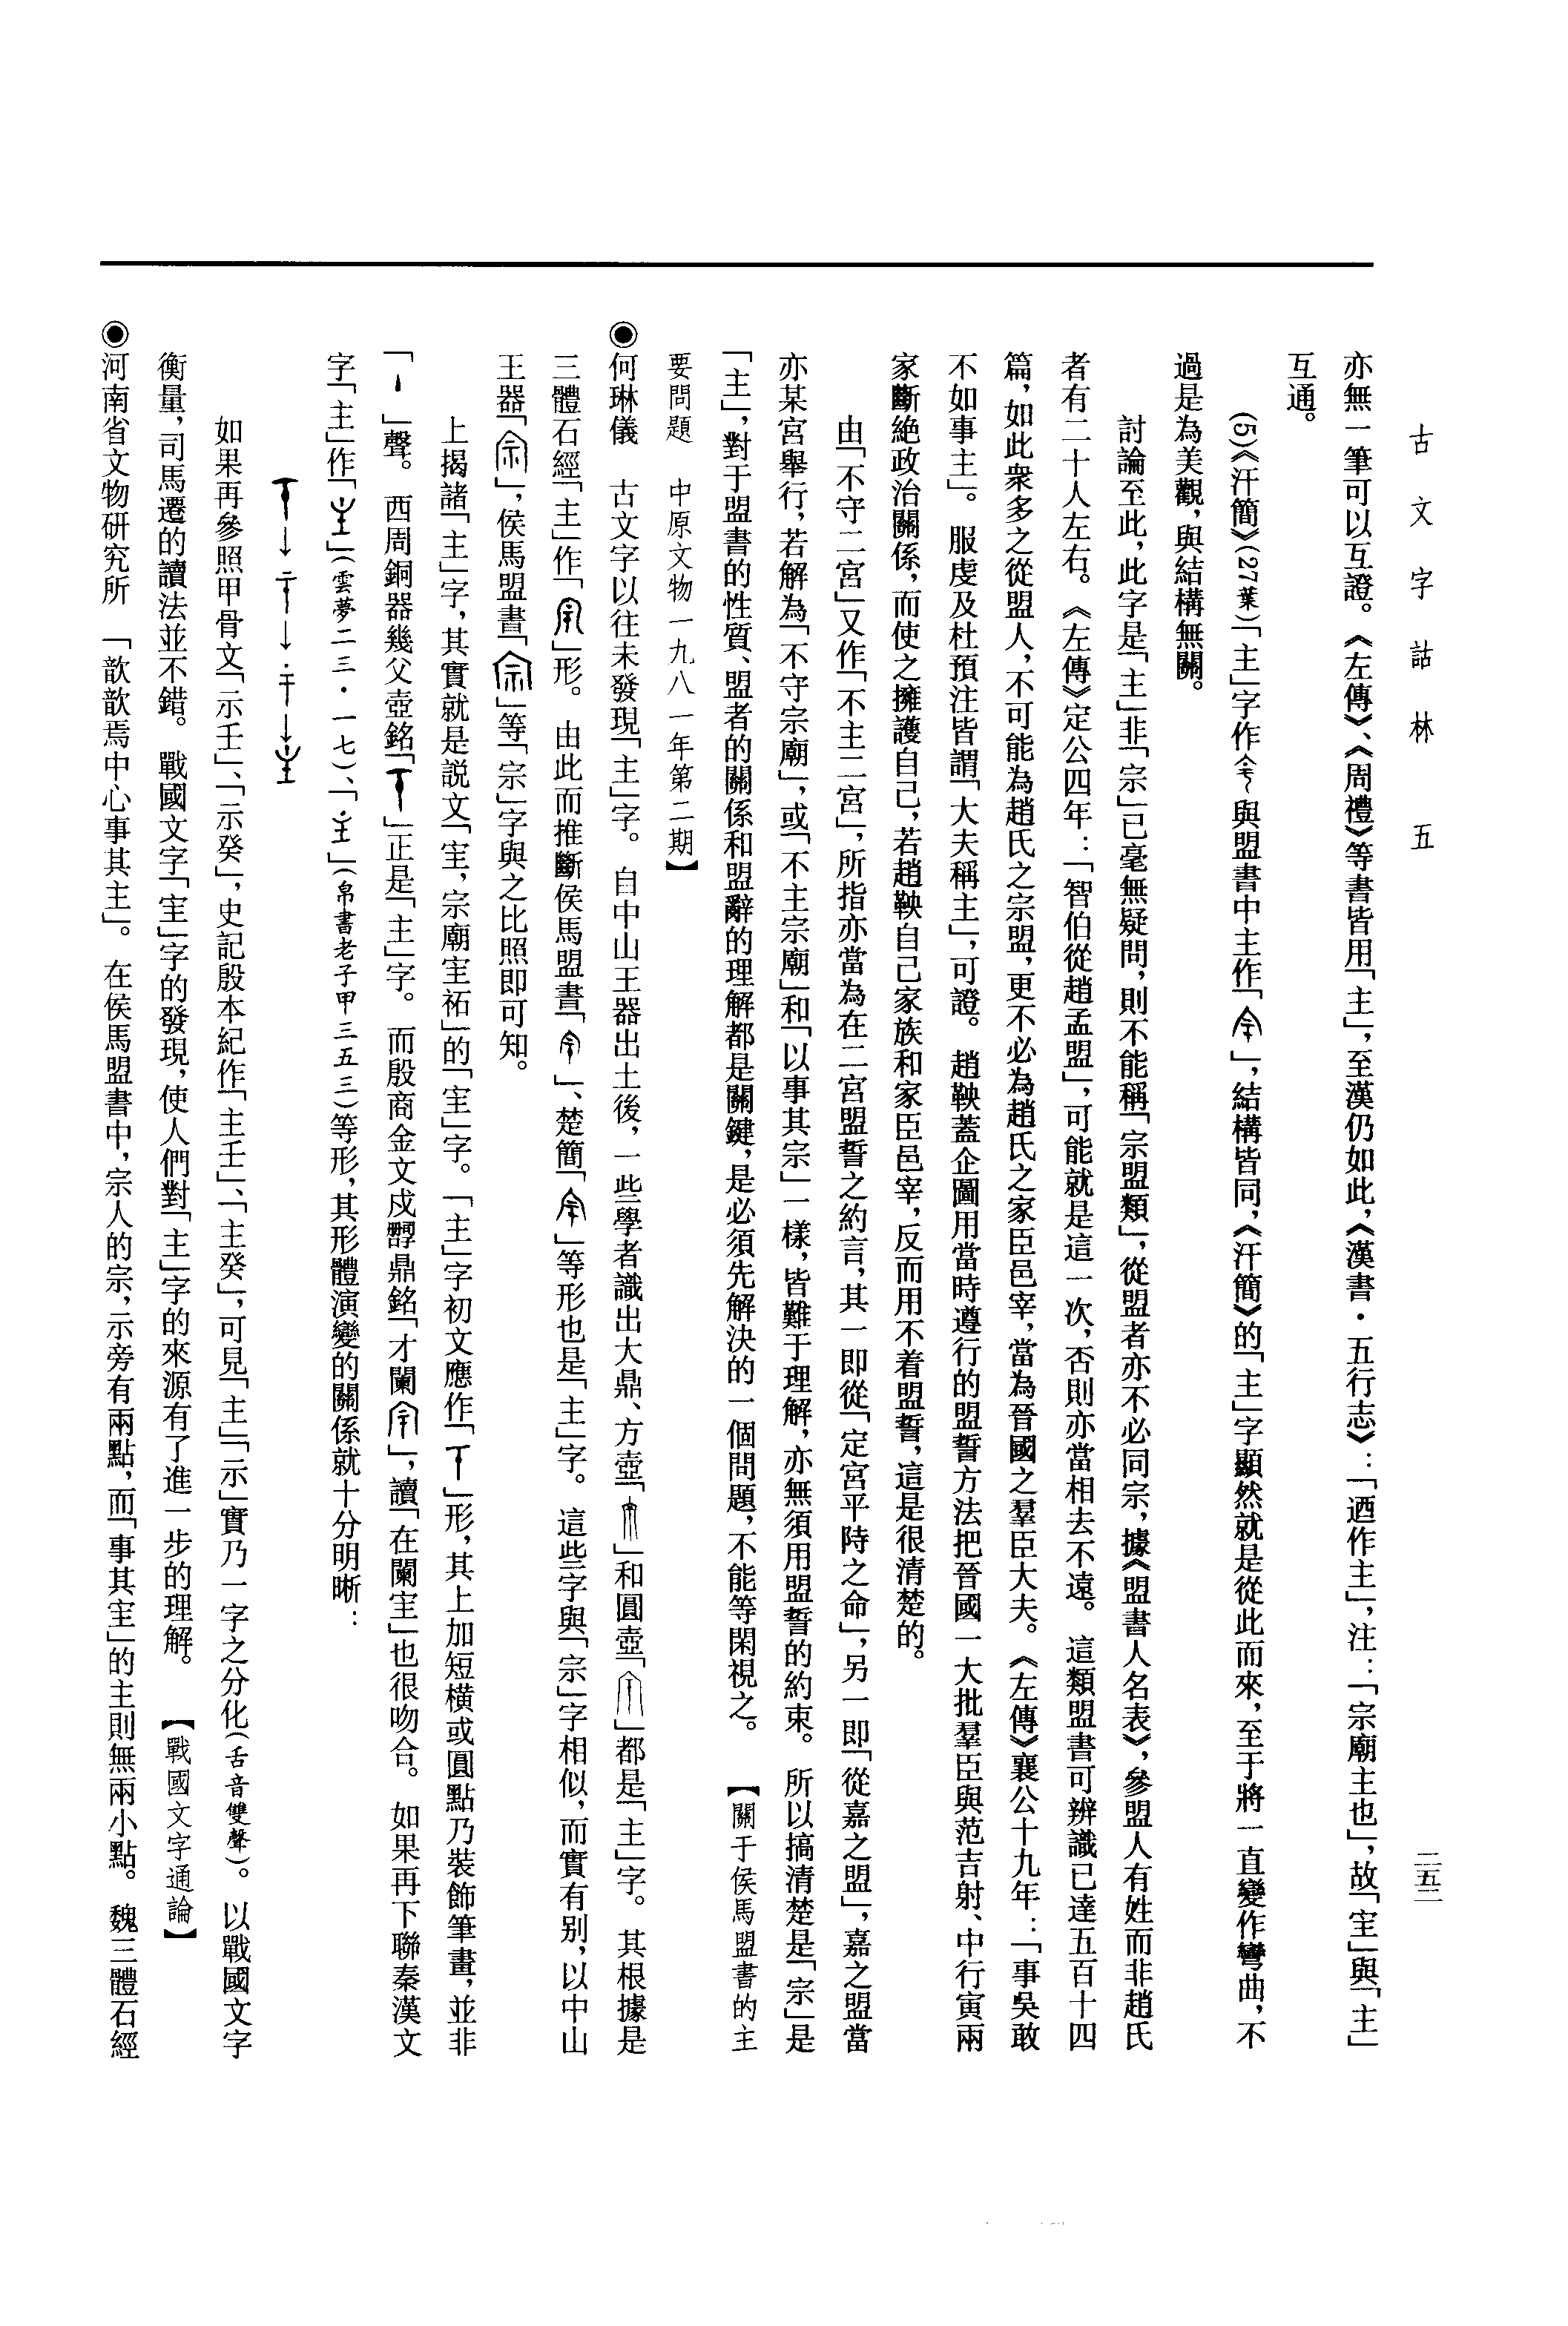 古文字詁林 五
二五二
亦無一筆可以互證。《左傳》、《周禮》等書皆用「主」，至漢仍如此，《漢書·五行志》：「迺作主」，注：「宗廟主也」，故「宔」與「主」
互通。
(5)《汗簡》(27葉)「主」字作與盟書中主作「」，結構皆同，《汗簡》的「主」字顯然就是從此而來，至于將一直變作彎曲，不
過是為美觀，與結構無關。
討論至此，此字是「主」非「宗」已毫無疑問，則不能稱「宗盟類」，從盟者亦不必同宗，據《盟書人名表》，參盟人有姓而非趙氏
者有二十人左右。《左傳》定公四年：「智伯從趙孟盟」，可能就是這一次，否則亦當相去不遠。這類盟書可辨識已達五百十四
篇，如此衆多之從盟人，不可能為趙氏之宗盟，更不必為趙氏之家臣邑宰，當為晉國之羣臣大夫。《左傳》襄公十九年：「事吳敢
不如事主」。服虔及杜預注皆謂「大夫稱主」，可證。趙鞅蓋企圖用當時遵行的盟誓方法把晉國一大批羣臣與范吉射、中行寅兩
家斷絶政治關係，而使之擁護自己，若趙鞅自己家族和家臣邑宰，反而用不着盟誓，這是很清楚的。
由「不守二宮」又作「不主二宮」，所指亦當為在二宮盟誓之約言，其一即從「定宮平時之命」，另一即「從嘉之盟」，嘉之盟當
亦某宮舉行，若解為「不守宗廟」，或「不主宗廟」和「以事其宗」一樣，皆難于理解，亦無須用盟誓的約束。所以搞清楚是「宗」是
「主」，對于盟書的性質、盟者的關係和盟辭的理解都是關鍵，是必須先解決的一個問題，不能等閑視之。【關于侯馬盟書的主
要問題 中原文物一九八一年第二期】
◉何琳儀 古文字以往未發現「主」字。自中山王器出土後，一些學者識出大鼎、方壺「」和圓壺「」都是「主」字。其根據是
三體石經「主」作「」形。由此而推斷侯馬盟書「」、楚簡「」等形也是「主」字。這些字與「宗」字相似，而實有别，以中山
王器「」，侯馬盟書「」等「宗」字與之比照即可知。
上揭諸「主」字，其實就是説文「宔，宗廟宔祏」的「宔」字。「主」字初文應作「」形，其上加短横或圓點乃裝飾筆畫，並非
「」聲。西周銅器幾父壺銘「」正是「主」字。而殷商金文戍嗣鼎銘「才闌」，讀「在闌宔」也很吻合。如果再下聯秦漢文
字「主」作「」(雲夢二三·一七)、「」(帛書老子甲三五三)等形，其形體演變的關係就十分明晰：
→→→
如果再參照甲骨文「示壬」、「示癸」，史記殷本紀作「主壬」、「主癸」，可見「主」「示」實乃一字之分化(舌音雙聲)。以戰國文字
衡量，司馬遷的讀法並不錯。戰國文字「宔」字的發現，使人們對「主」字的來源有了進一步的理解。【戰國文字通論】
◉河南省文物研究所 「歆歆焉中心事其主」。在侯馬盟書中，宗人的宗，示旁有兩點，而「事其宔」的主則無兩小點。魏三體石經